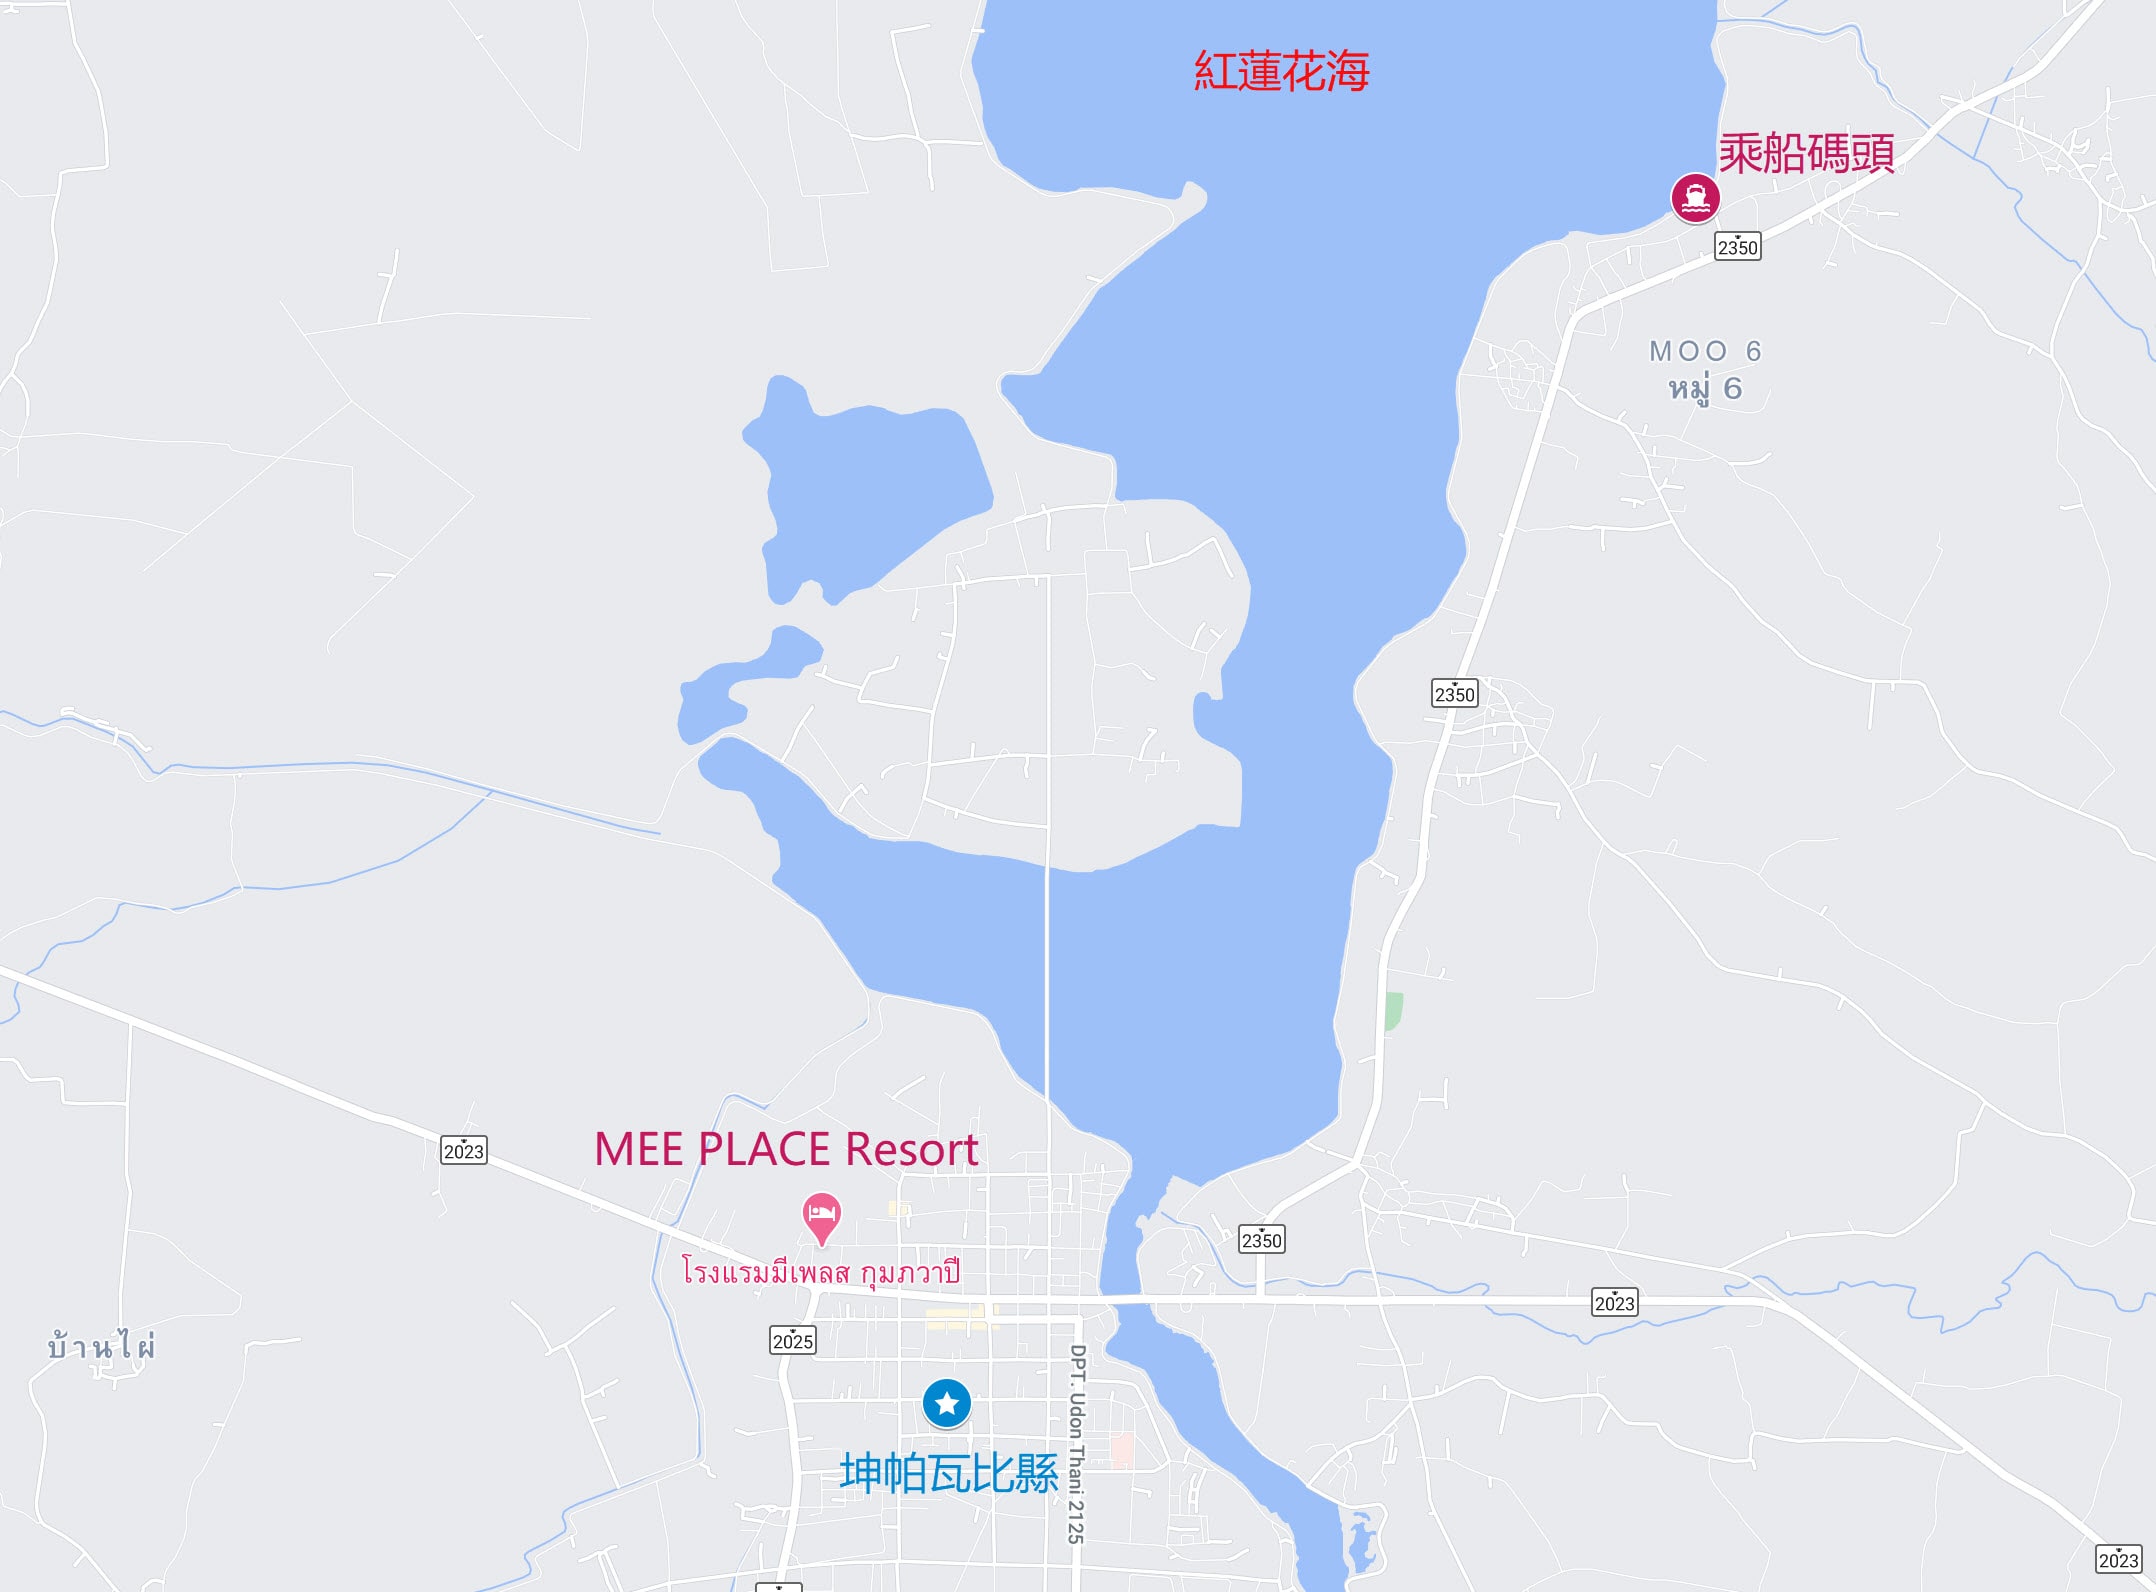 紅蓮花海
乘船碼頭
2350
MOO 6
หมู่ 6
2350
MEE PLACE Resort
2023
โรงแรมมีเพลส กุมภวาปี
2350
2023
2025
บ้านไผ่
DPT. Udon Thani 2125
坤帕瓦比縣
2023